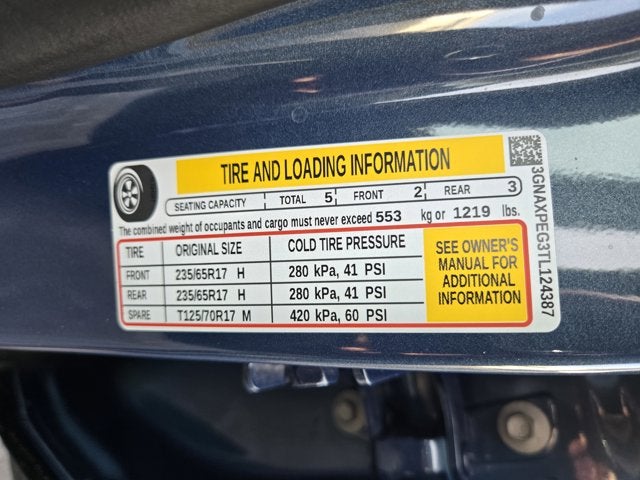 TIRE AND LOADING INFORMATION
SEATING CAPACITY TOTAL 5 FRONT 2 REAR 3
The combined weight of occupants and cargo must never exceed 553 kg or 1219 lbs.
TIRE ORIGINAL SIZE COLD TIRE PRESSURE
FRONT 235/65R17 H 280 kPa, 41 PSI
REAR 235/65R17 H 280 kPa, 41 PSI
SPARE T125/70R17 M 420 kPa, 60 PSI
SEE OWNER'S
MANUAL FOR
ADDITIONAL
INFORMATION
3GNAXPEG3TL124387